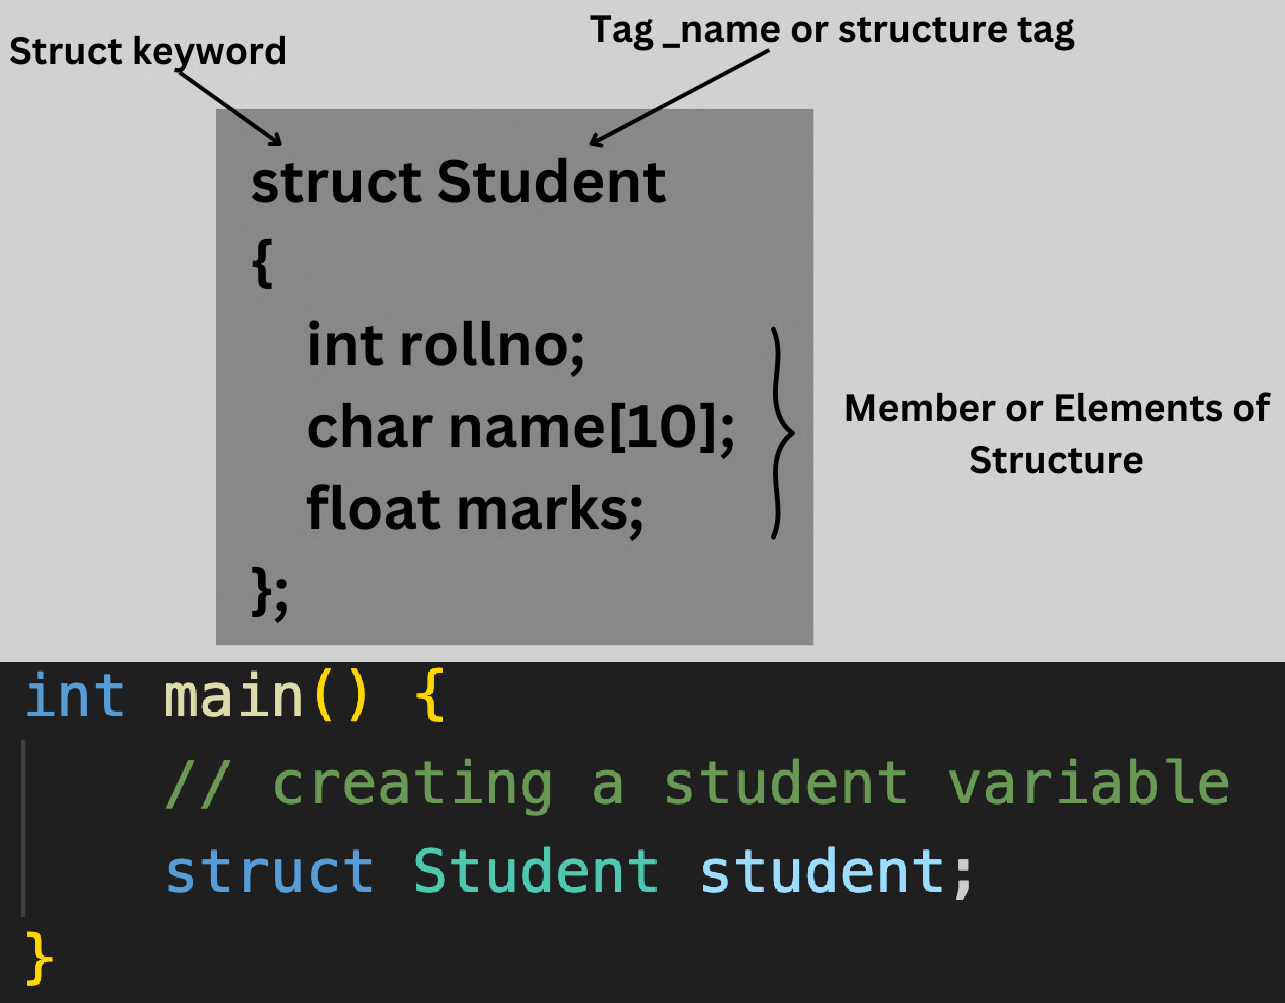 Struct keyword
Tag _name or structure tag
struct Student
{
int rollno;
char name[10];
float marks;
};
Member or Elements of
Structure
int main() {
// creating a student variable
struct Student student;
}